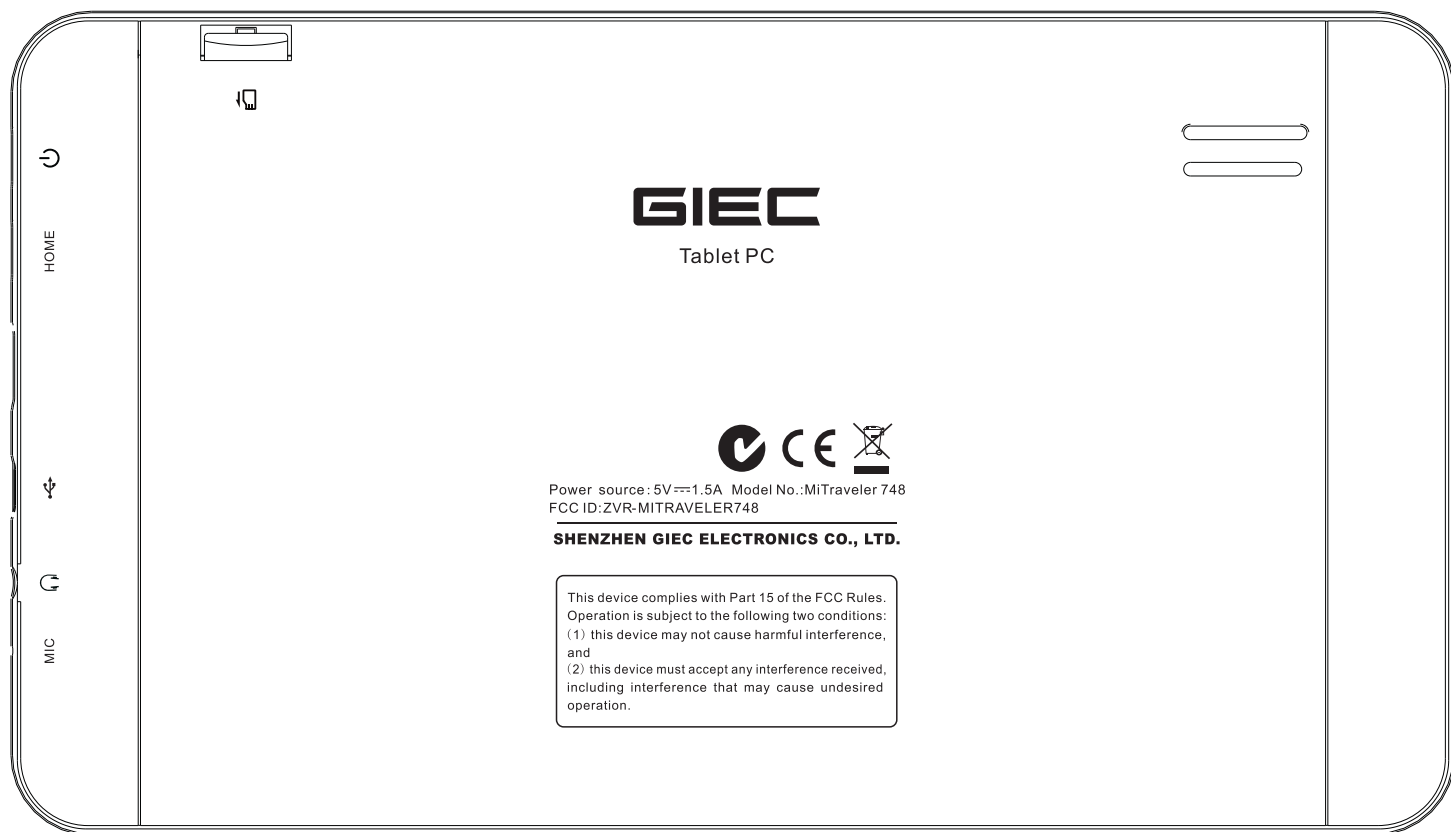 HOME
MIC
GIEC
Tablet PC
CE
Power source: 5V⎓1.5A Model No.:MiTraveler 748
FCC ID:ZVR-MITRAVELER748
SHENZHEN GIEC ELECTRONICS CO., LTD.
This device complies with Part 15 of the FCC Rules.
Operation is subject to the following two conditions:
(1) this device may not cause harmful interference,
and
(2) this device must accept any interference received,
including interference that may cause undesired
operation.